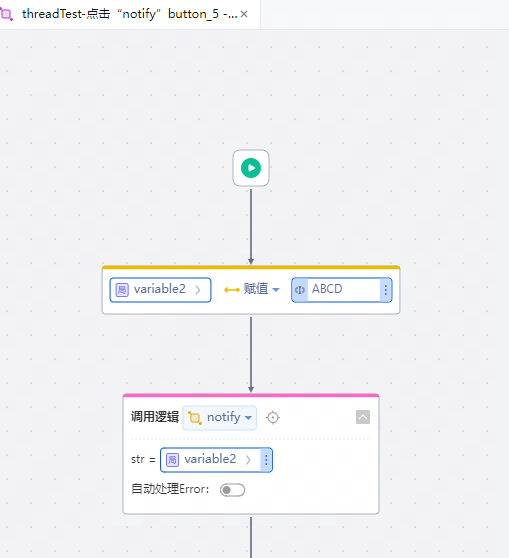 threadTest-点击“notify”button_5 -...
variable2 赋值 ABCD
调用逻辑 notify
str = variable2
自动处理Error: